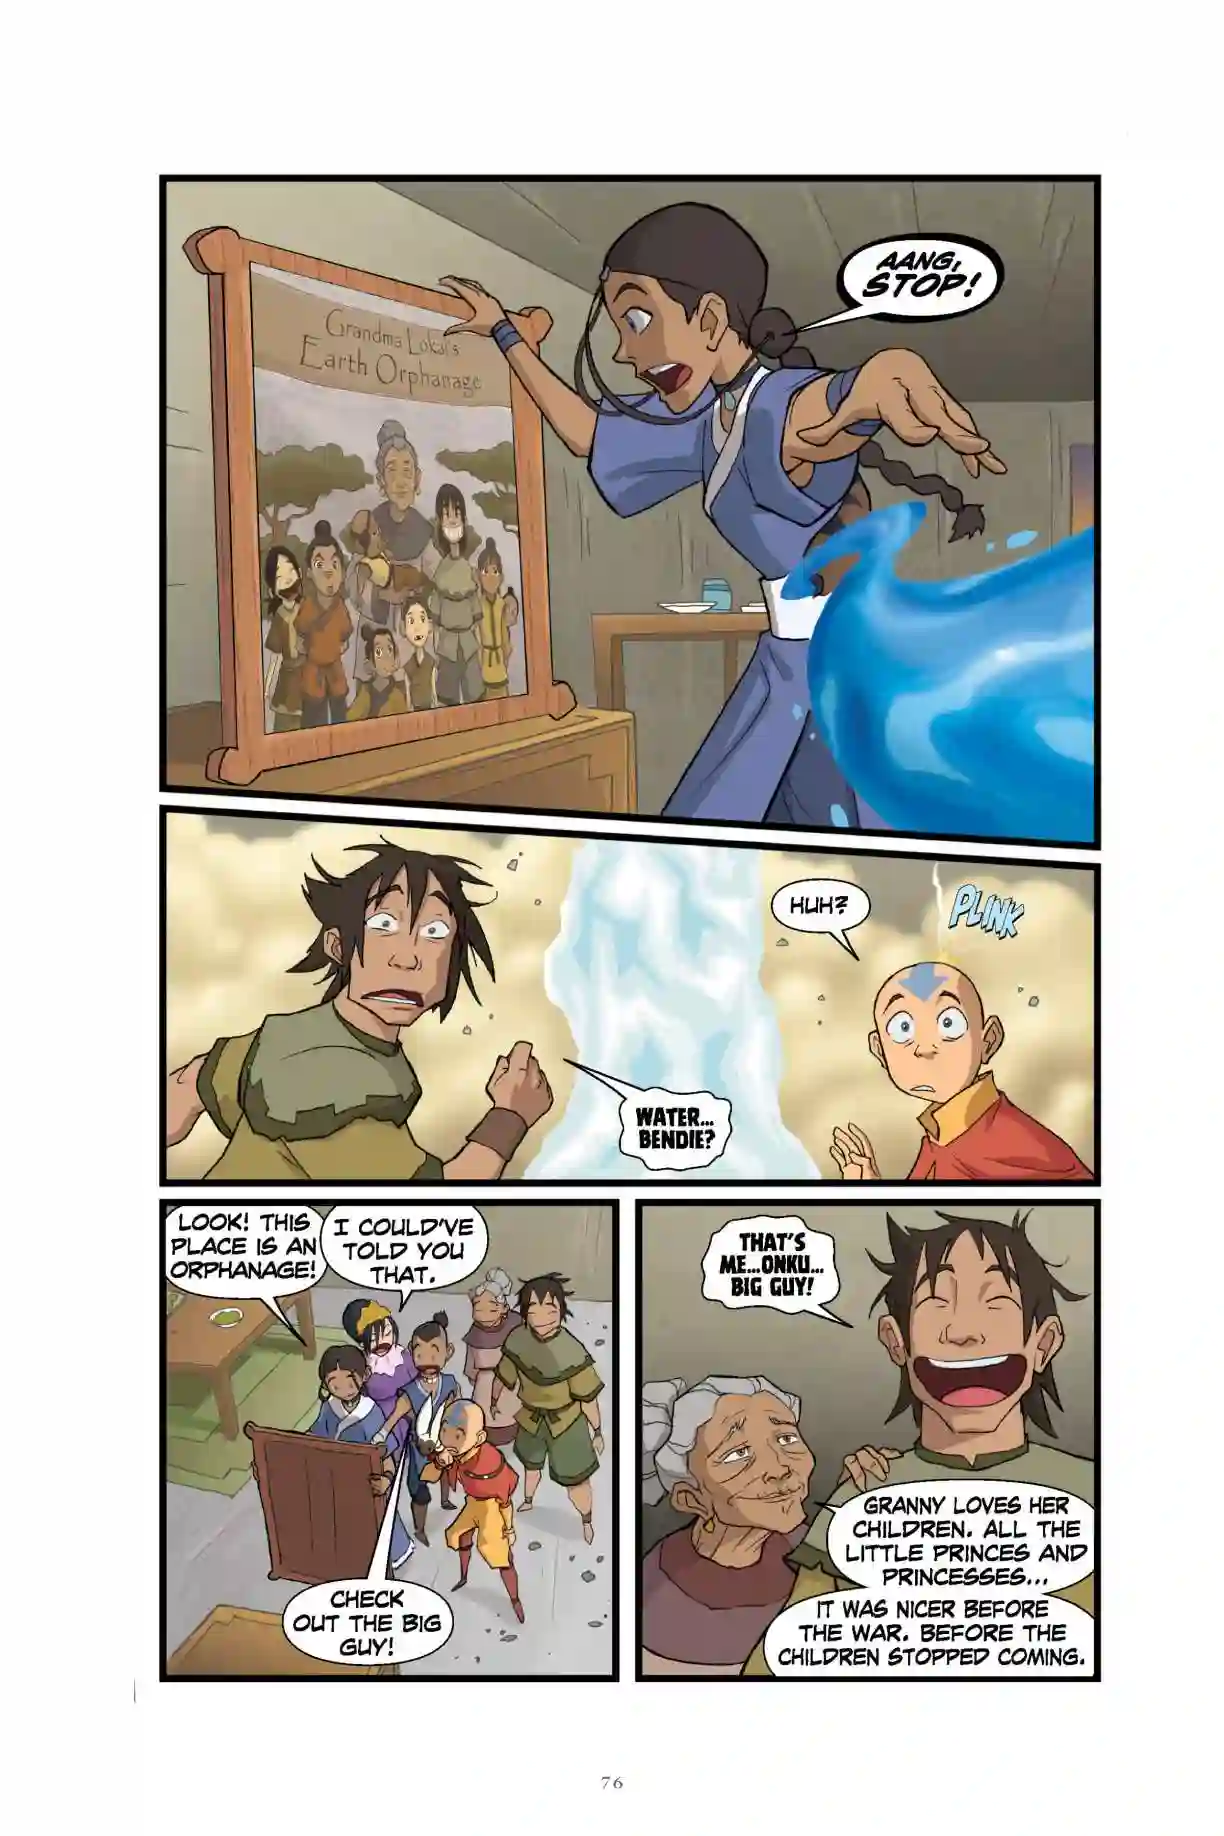 Grandma Lokai's
Earth Orphanage
AANG,
STOP!
HUH?
PLINK
WATER...
BENDIE?
LOOK! THIS
PLACE IS AN
ORPHANAGE!
I COULD'VE
TOLD YOU
THAT.
CHECK
OUT THE BIG
GUY!
THAT'S
ME...ONKU...
BIG GUY!
GRANNY LOVES HER
CHILDREN. ALL THE
LITTLE PRINCES AND
PRINCESSES...
IT WAS NICER BEFORE
THE WAR. BEFORE THE
CHILDREN STOPPED COMING.
76